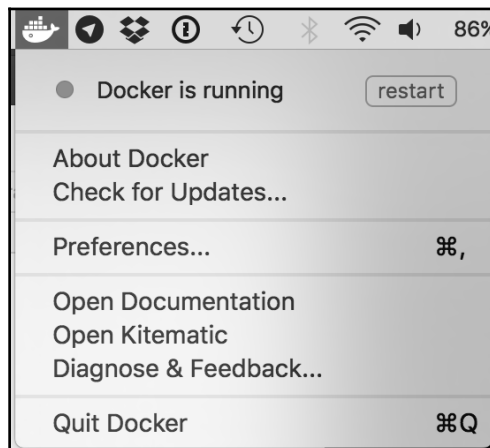 86%
Docker is running restart
About Docker
Check for Updates...
Preferences... ⌘,
Open Documentation
Open Kitematic
Diagnose & Feedback...
Quit Docker ⌘Q